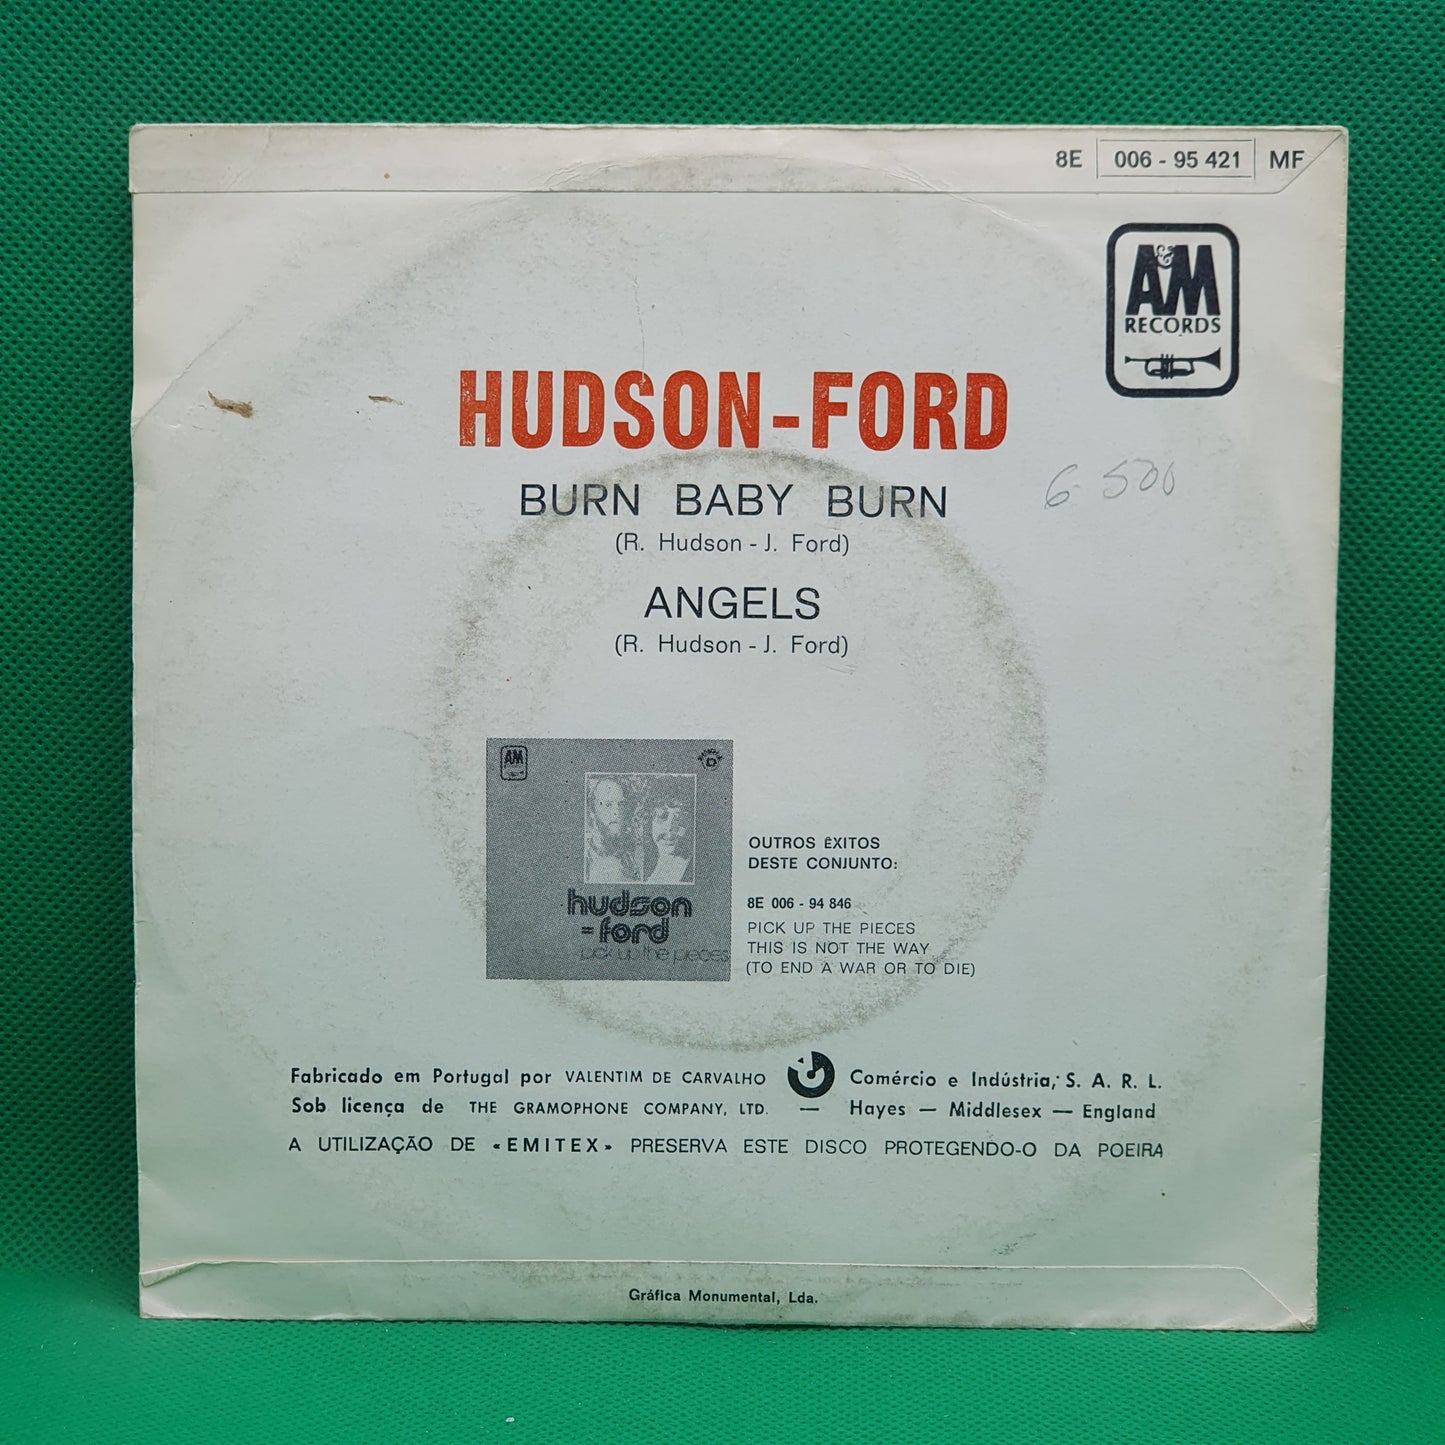 8E 006 - 95 421 MF
A&M
RECORDS
HUDSON-FORD
BURN BABY BURN
(R. Hudson - J. Ford)
6-500
ANGELS
(R. Hudson - J. Ford)
A&M
hudson
=ford
pick up the pieces
OUTROS ÊXITOS
DESTE CONJUNTO:
8E 006 - 94 846
PICK UP THE PIECES
THIS IS NOT THE WAY
(TO END A WAR OR TO DIE)
Fabricado em Portugal por VALENTIM DE CARVALHO Comércio e Indústria, S. A. R. L.
Sob licença de THE GRAMOPHONE COMPANY, LTD. — Hayes — Middlesex — England
A UTILIZAÇÃO DE «EMITEX» PRESERVA ESTE DISCO PROTEGENDO-O DA POEIRA
Gráfica Monumental, Lda.